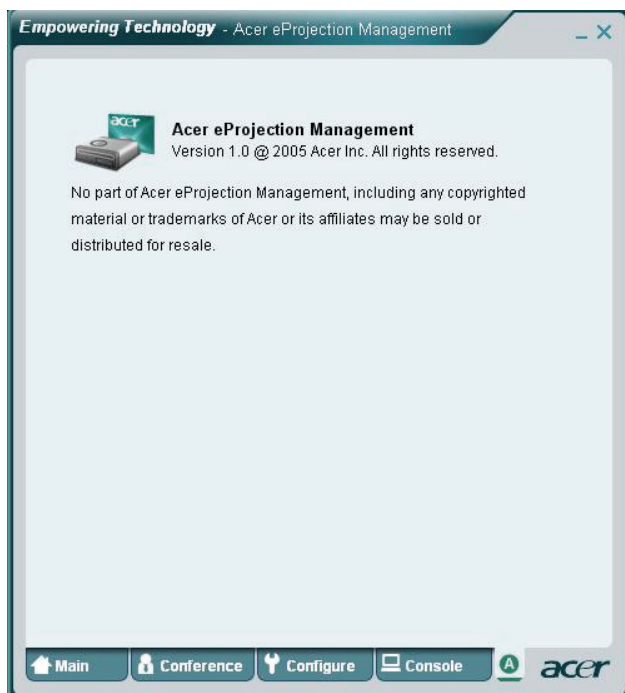 Empowering Technology - Acer eProjection Management
acer
Acer eProjection Management
Version 1.0 @ 2005 Acer Inc. All rights reserved.
No part of Acer eProjection Management, including any copyrighted
material or trademarks of Acer or its affiliates may be sold or
distributed for resale.
Main Conference Configure Console A acer